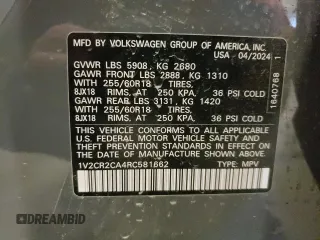 MFD. BY VOLKSWAGEN GROUP OF AMERICA, INC.
USA 04/2024
GVWR LBS 5908, KG 2680
GAWR FRONT LBS 2888, KG 1310
WITH 255/60R18 TIRES,
8JX18 RIMS, AT 250 KPA, 36 PSI COLD
GAWR REAR LBS 3131, KG 1420
WITH 255/60R18 TIRES,
8JX18 RIMS, AT 250 KPA, 36 PSI COLD
THIS VEHICLE CONFORMS TO ALL APPLICABLE
U.S. FEDERAL MOTOR VEHICLE SAFETY AND
THEFT PREVENTION STANDARDS IN EFFECT ON
THE DATE OF MANUFACTURE SHOWN ABOVE.
1V2CR2CA4RC581662 TYPE: MPV
1640768 1
© DIREKTBID